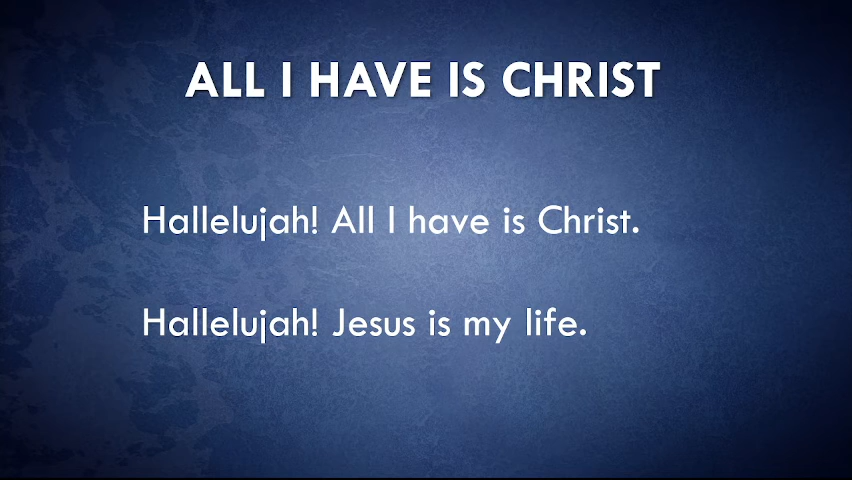 ALL I HAVE IS CHRIST
Hallelujah! All I have is Christ.
Hallelujah! Jesus is my life.